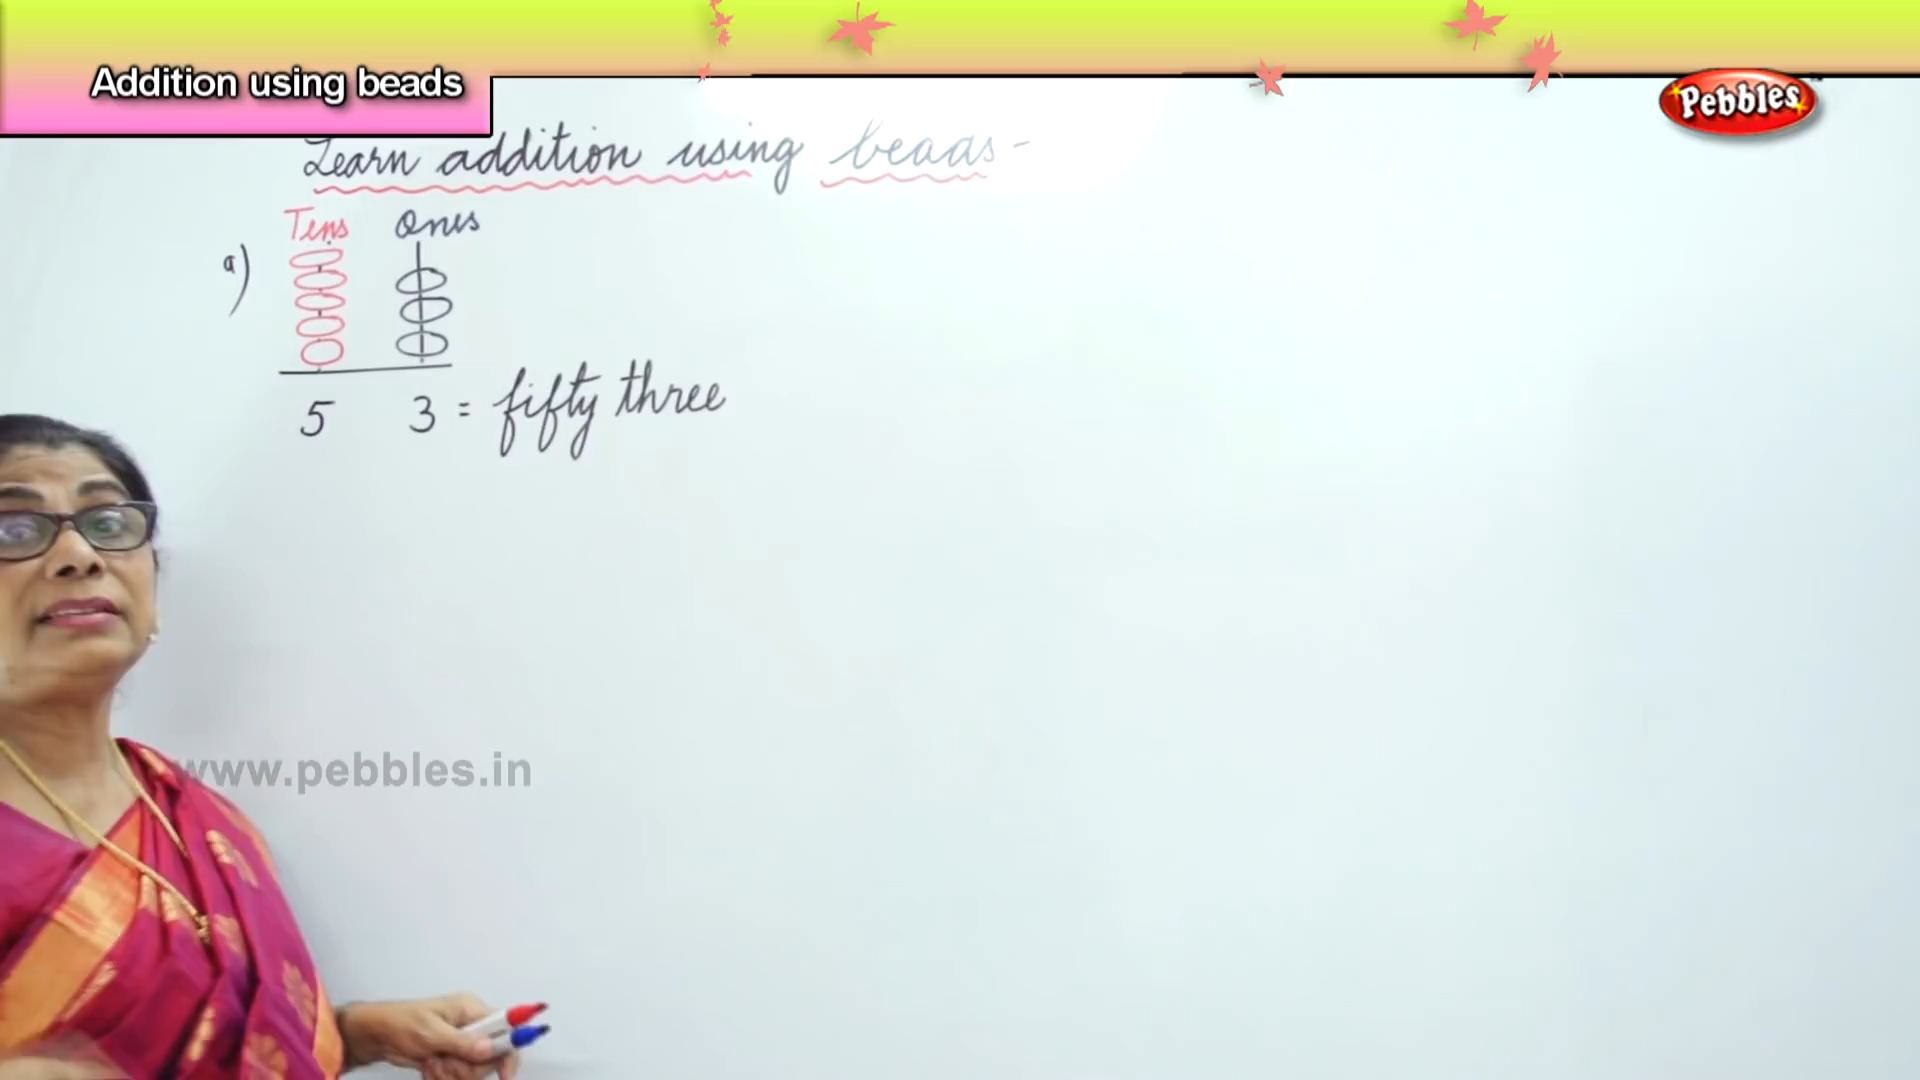 Addition using beads
Pebbles
Learn addition using beads -
Tens Ones
a)
5 3 = fifty three
www.pebbles.in